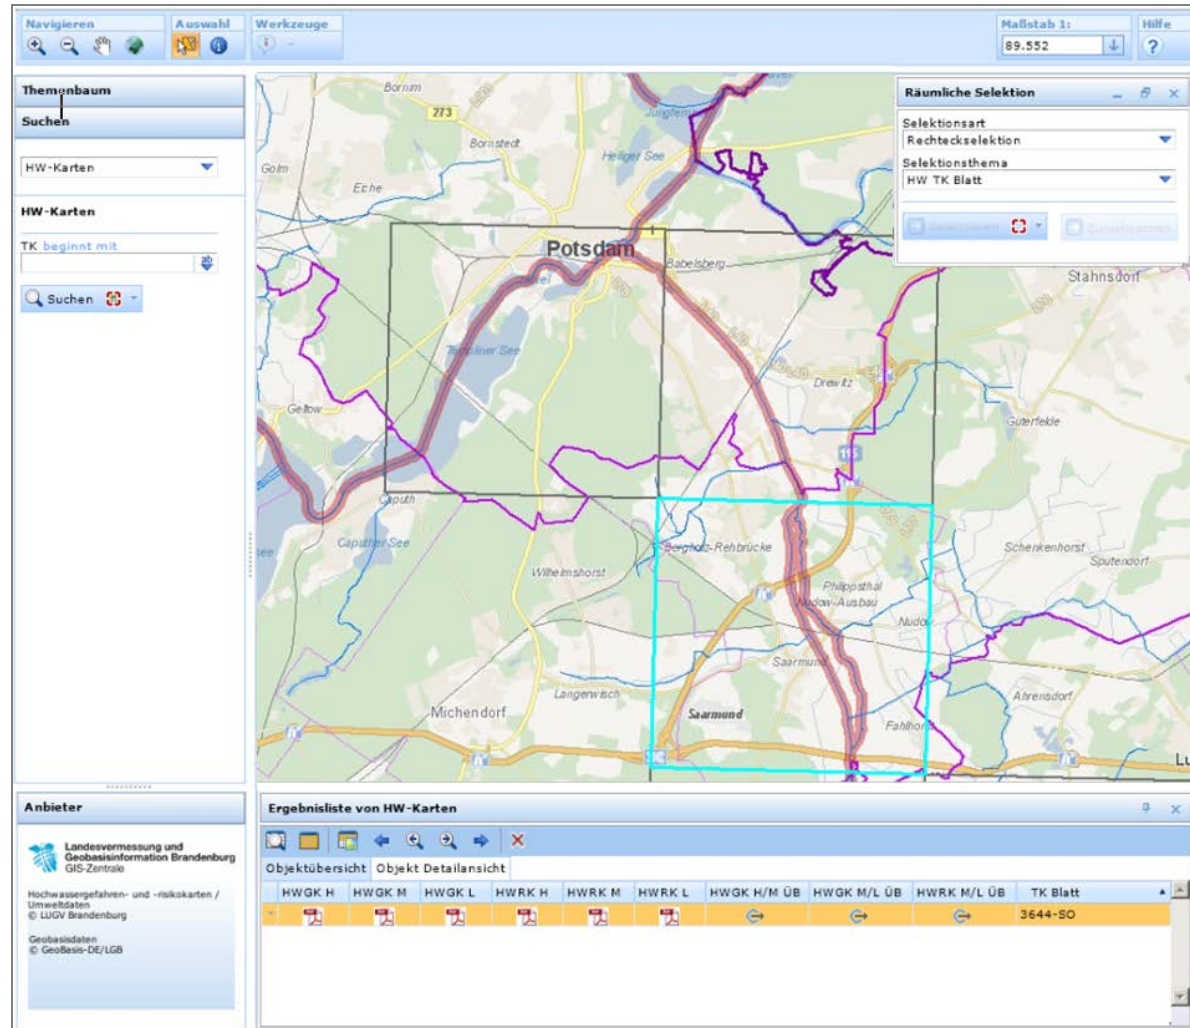 Navigieren
Auswahl
Werkzeuge
Maßstab 1:
89.552
Hilfe
Themenbaum
Suchen
HW-Karten
HW-Karten
TK beginnt mit
Suchen
Räumliche Selektion
Selektionsart
Rechteckselektion
Selektionsthema
HW TK Blatt
Selektieren
Zurücksetzen
Bornim
273
Bornstedt
Heiliger See
Golm
Eiche
Potsdam
Babelsberg
Stahnsdorf
Templiner See
Drewitz
Geltow
Güterfelde
115
Caputh
Caputher See
Bergholz-Rehbrücke
Schenkenhorst
Sputendorf
Wilhelmshorst
Philippsthal
Nudow-Ausbau
Nudow
Saarmund
Langerwisch
Ahrensdorf
Michendorf
Saarmund
Fahlhorst
Lu
Anbieter
Landesvermessung und
Geobasisinformation Brandenburg
GIS-Zentrale
Hochwassergefahren- und -risikokarten /
Umweltdaten
© LUGV Brandenburg
Geobasisdaten
© GeoBasis-DE/LGB
Ergebnisliste von HW-Karten
Objektübersicht Objekt Detailansicht
HWGK H HWGK M HWGK L HWRK H HWRK M HWRK L HWGK H/M ÜB HWGK M/L ÜB HWRK M/L ÜB TK Blatt
3644-SO